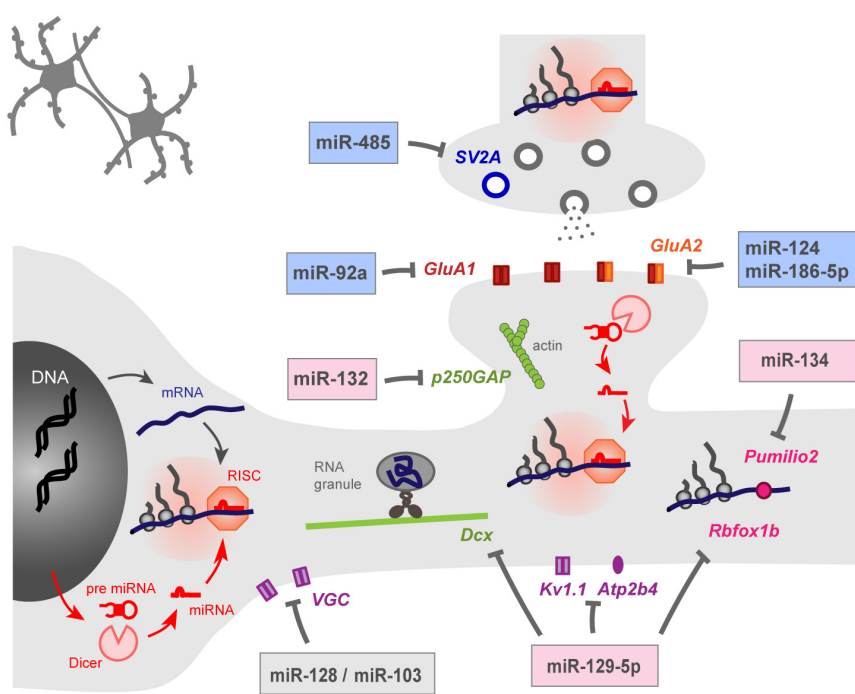 miR-485
SV2A
GluA2
miR-124
miR-186-5p
miR-92a
GluA1
actin
miR-132
p250GAP
miR-134
DNA
mRNA
RNA
granule
RISC
Pumilio2
Dcx
Rbfox1b
pre miRNA
miRNA
Dicer
VGC
Kv1.1
Atp2b4
miR-128 / miR-103
miR-129-5p